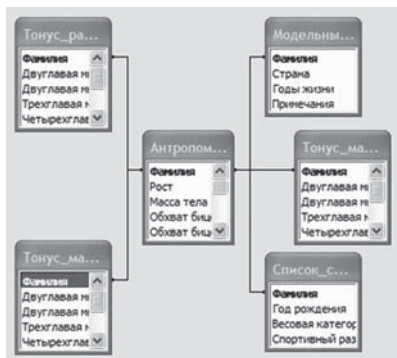 Тонус_ра...
Фамилия
Двуглавая м
Двуглавая м
Трехглавая м
Четырехглав
Модельны...
Фамилия
Страна
Годы жизни
Примечания
Антропом...
Фамилия
Рост
Масса тела
Обхват биц
Обхват биц
Тонус_ма...
Фамилия
Двуглавая м
Двуглавая м
Трехглавая м
Четырехглав
Тонус_ма...
Фамилия
Двуглавая м
Двуглавая м
Трехглавая м
Четырехглав
Список_с...
Фамилия
Год рождения
Весовая категор
Спортивный раз